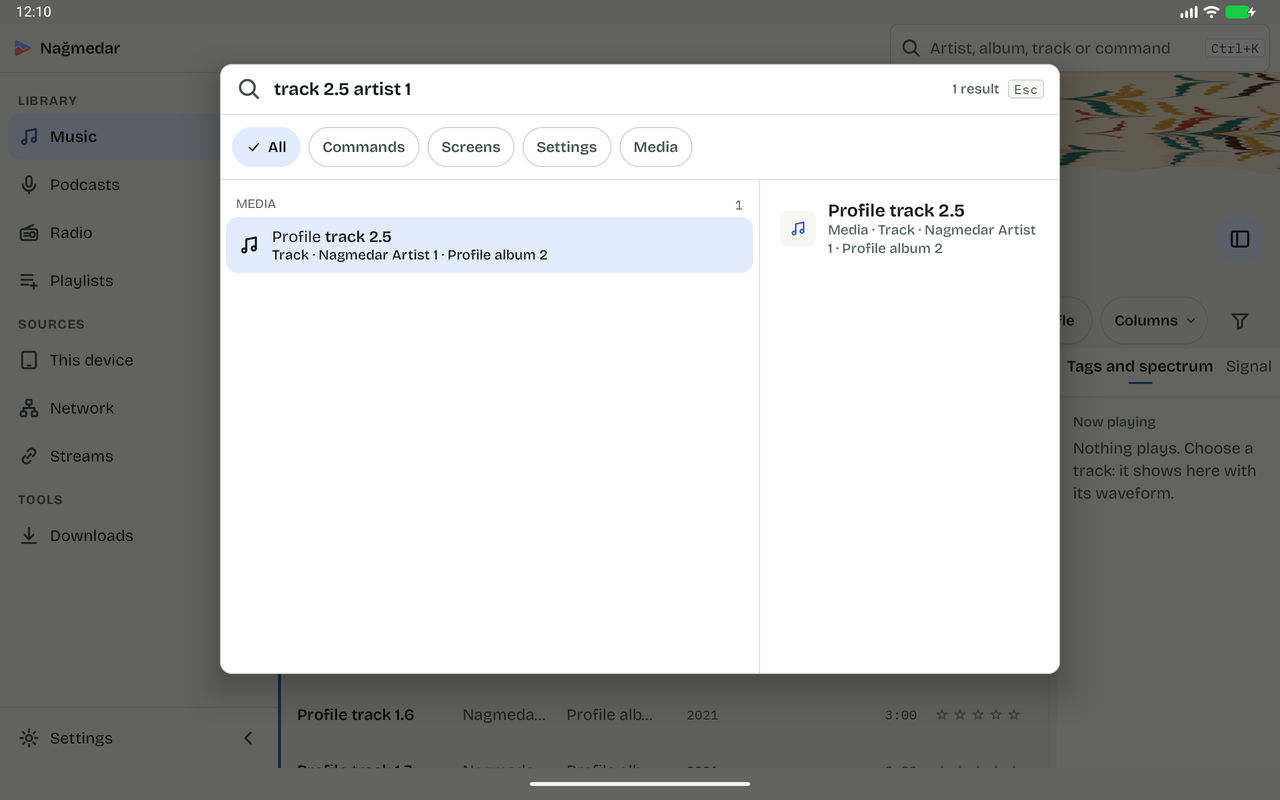 12:10
Nağmedar
Artist, album, track or command
Ctrl+K
track 2.5 artist 1
1 result
Esc
All
Commands
Screens
Settings
Media
LIBRARY
Music
Podcasts
Radio
Playlists
SOURCES
This device
Network
Streams
TOOLS
Downloads
Settings
MEDIA
1
Profile track 2.5
Track · Nagmedar Artist 1 · Profile album 2
Profile track 2.5
Media · Track · Nagmedar Artist
1 · Profile album 2
Columns
Tags and spectrum
Signal
Now playing
Nothing plays. Choose a
track: it shows here with
its waveform.
Profile track 1.6
Nagmeda...
Profile alb...
2021
3:00